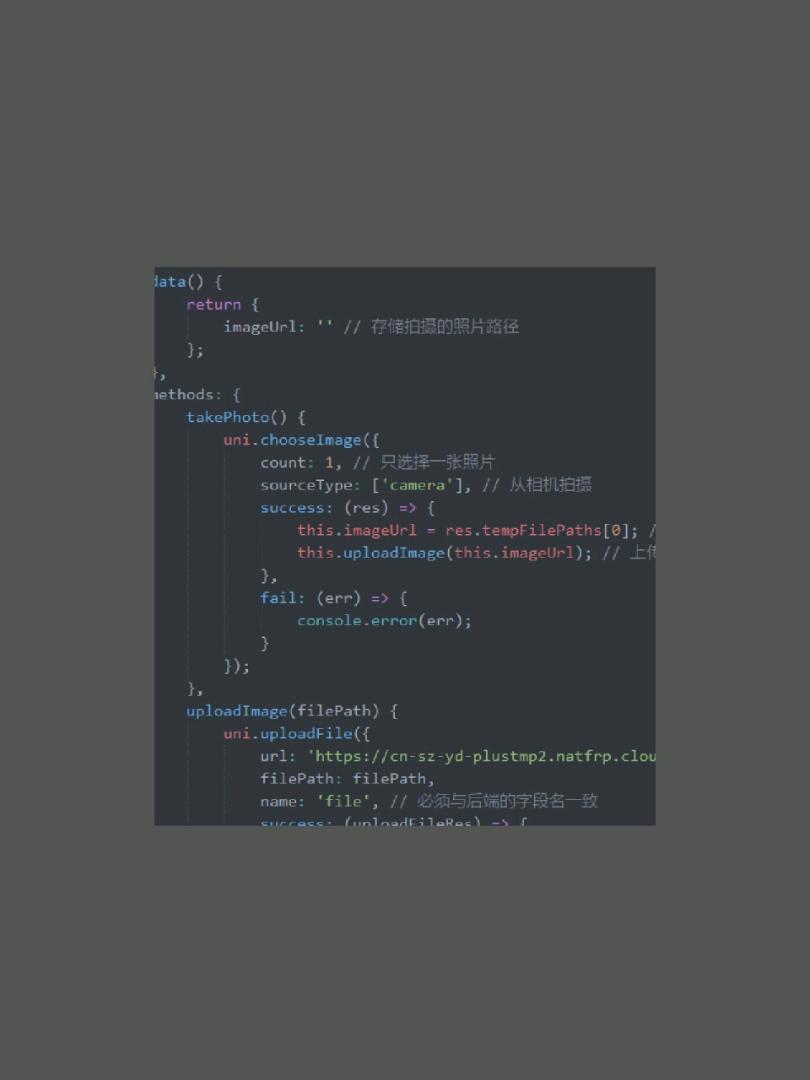 data() {
return {
imageUrl: '' // 存储拍摄的照片路径
};
},
methods: {
takePhoto() {
uni.chooseImage({
count: 1, // 只选择一张照片
sourceType: ['camera'], // 从相机拍摄
success: (res) => {
this.imageUrl = res.tempFilePaths[0]; /
this.uploadImage(this.imageUrl); // 上传
},
fail: (err) => {
console.error(err);
}
});
},
uploadImage(filePath) {
uni.uploadFile({
url: 'https://cn-sz-yd-plustmp2.natfrp.clou
filePath: filePath,
name: 'file', // 必须与后端的字段名一致
success: (uploadFileRes) => {